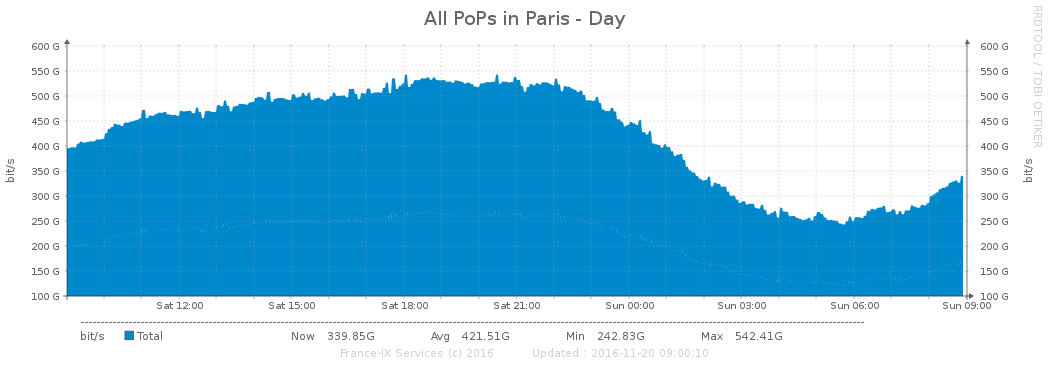 All PoPs in Paris - Day
RRDTOOL / TOBI OETIKER
600 G 600 G
550 G 550 G
500 G 500 G
450 G 450 G
400 G 400 G
350 G 350 G
300 G 300 G
250 G 250 G
200 G 200 G
150 G 150 G
100 G 100 G
bit/s bit/s
Sat 12:00 Sat 15:00 Sat 18:00 Sat 21:00 Sun 00:00 Sun 03:00 Sun 06:00 Sun 09:00
bit/s Total Now 339.85G Avg 421.51G Min 242.83G Max 542.41G
France-IX Services (c) 2016 Updated : 2016-11-20 09:00:10